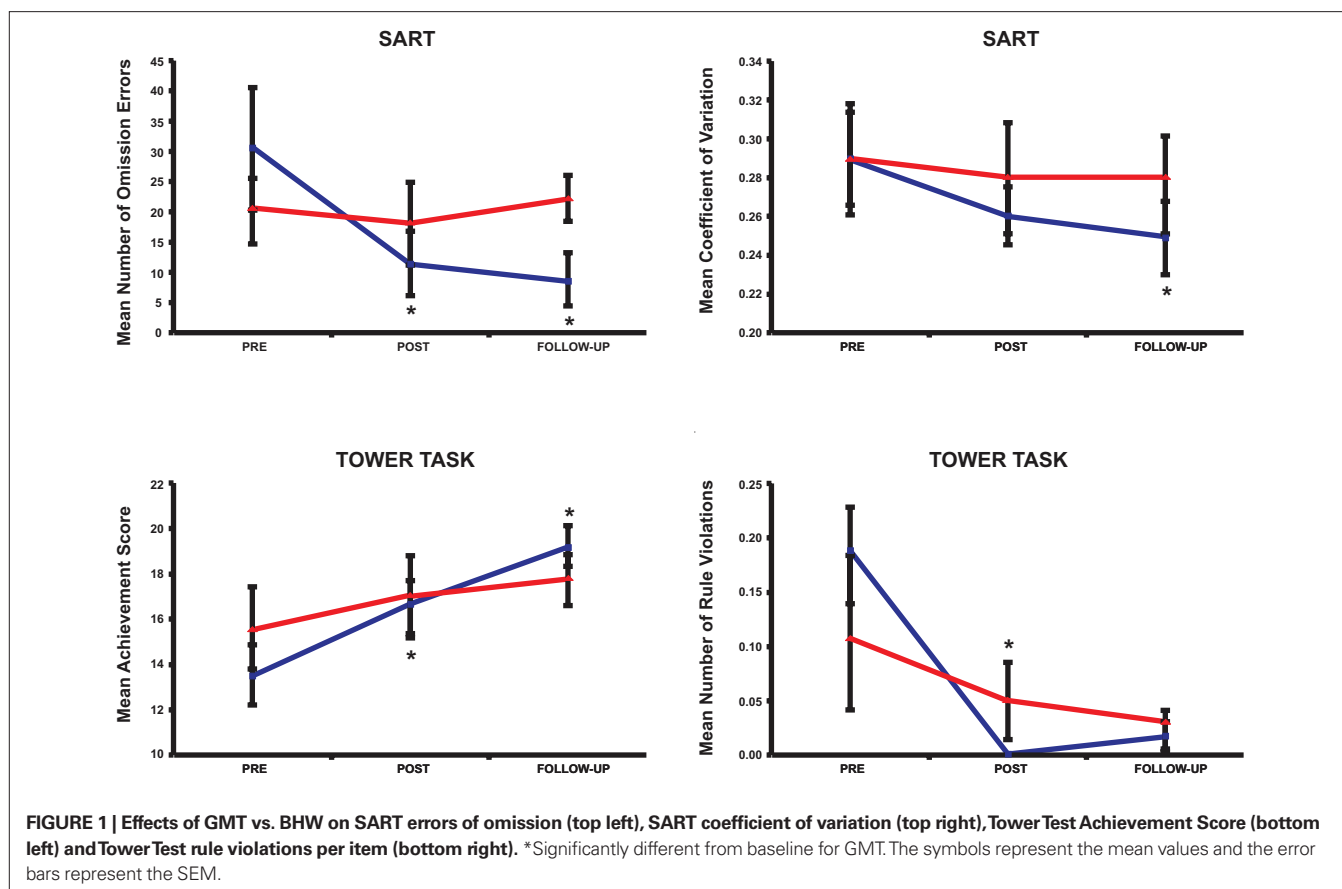 SART
Mean Number of Omission Errors
45
40
35
30
25
20
15
10
5
0
*
*
PRE POST FOLLOW-UP
SART
Mean Coefficient of Variation
0.34
0.32
0.30
0.28
0.26
0.24
0.22
0.20
*
PRE POST FOLLOW-UP
TOWER TASK
Mean Achievement Score
22
20
18
16
14
12
10
*
*
PRE POST FOLLOW-UP
TOWER TASK
Mean Number of Rule Violations
0.25
0.20
0.15
0.10
0.05
0.00
*
PRE POST FOLLOW-UP
FIGURE 1 | Effects of GMT vs. BHW on SART errors of omission (top left), SART coefficient of variation (top right), Tower Test Achievement Score (bottom
left) and Tower Test rule violations per item (bottom right). *Significantly different from baseline for GMT. The symbols represent the mean values and the error
bars represent the SEM.